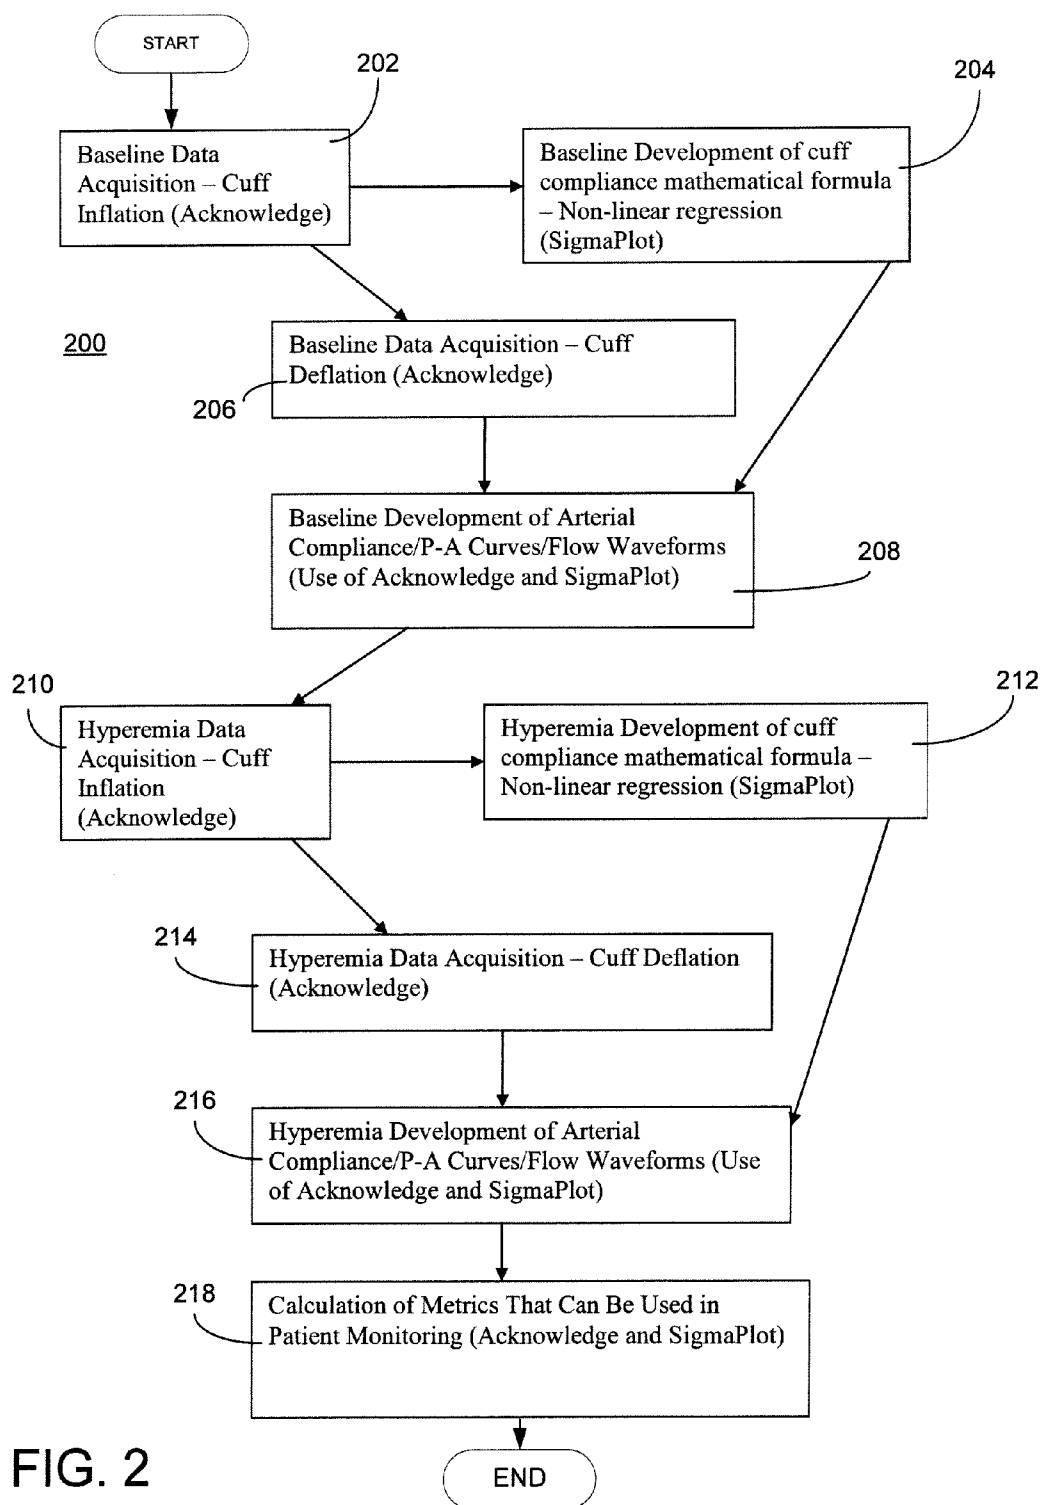 START
202
204
Baseline Data
Acquisition – Cuff
Inflation (Acknowledge)
Baseline Development of cuff
compliance mathematical formula
– Non-linear regression
(SigmaPlot)
200
Baseline Data Acquisition – Cuff
Deflation (Acknowledge)
206
Baseline Development of Arterial
Compliance/P-A Curves/Flow Waveforms
(Use of Acknowledge and SigmaPlot)
208
210
212
Hyperemia Data
Acquisition – Cuff
Inflation
(Acknowledge)
Hyperemia Development of cuff
compliance mathematical formula –
Non-linear regression (SigmaPlot)
214
Hyperemia Data Acquisition – Cuff Deflation
(Acknowledge)
216
Hyperemia Development of Arterial
Compliance/P-A Curves/Flow Waveforms (Use
of Acknowledge and SigmaPlot)
218
Calculation of Metrics That Can Be Used in
Patient Monitoring (Acknowledge and SigmaPlot)
FIG. 2
END